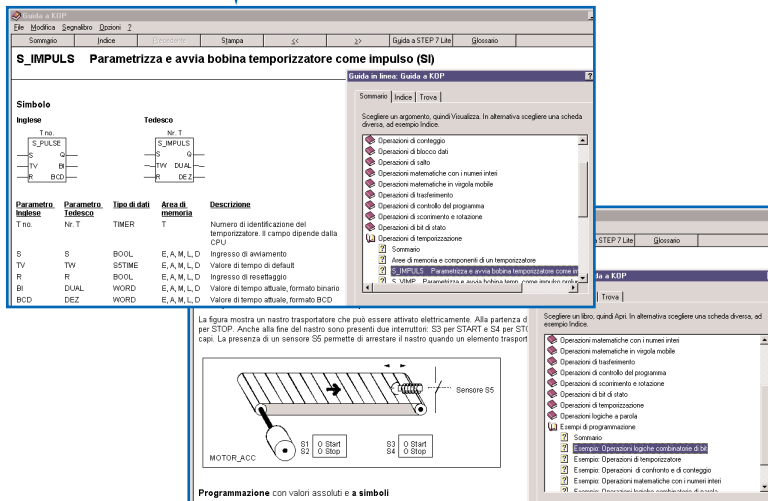 Guida a KOP
File Modifica Segnalibro Opzioni ?
Sommario Indice Precedente Stampa << >> Guida a STEP 7 Lite Glossario
S_IMPULS Parametrizza e avvia bobina temporizzatore come impulso (SI)
Simbolo
Inglese Tedesco
T no. Nr. T
S_PULSE S_IMPULS
S Q S Q
TV BI TW DUAL
R BCD R DEZ
Parametro Inglese Parametro Tedesco Tipo di dati Area di memoria Descrizione
T no. Nr. T TIMER T Numero di identificazione del
temporizzatore. Il campo dipende dalla
CPU
S S BOOL E, A, M, L, D Ingresso di avviamento
TV TW S5TIME E, A, M, L, D Valore di tempo di default
R R BOOL E, A, M, L, D Ingresso di resettaggio
BI DUAL WORD E, A, M, L, D Valore di tempo attuale, formato binario
BCD DEZ WORD E, A, M, L, D Valore di tempo attuale, formato BCD
Guida in linea: Guida a KOP ?
Sommario Indice Trova
Scegliere un argomento, quindi Visualizza. In alternativa scegliere una scheda
diversa, ad esempio Indice.
Operazioni di conteggio
Operazioni di blocco dati
Operazioni di salto
Operazioni matematiche con i numeri interi
Operazioni matematiche in virgola mobile
Operazioni di trasferimento
Operazioni di controllo del programma
Operazioni di scorrimento e rotazione
Operazioni di bit di stato
Operazioni di temporizzazione
? Sommario
? Aree di memoria e componenti di un temporizzatore
? S_IMPULS Parametrizza e avvia bobina temporizzatore come im
? S_VIMP Parametrizza e avvia bobina temp. come impulso prolun
a STEP 7 Lite Glossario
da a KOP
Trova
Scegliere un libro, quindi Apri. In alternativa scegliere una scheda diversa, ad
esempio Indice.
Operazioni matematiche con i numeri interi
Operazioni matematiche in virgola mobile
Operazioni di trasferimento
Operazioni di controllo del programma
Operazioni di scorrimento e rotazione
Operazioni di bit di stato
Operazioni di temporizzazione
Operazioni logiche a parola
Esempi di programmazione
? Sommario
? Esempio: Operazioni logiche combinatorie di bit
? Esempio: Operazioni di temporizzatore
? Esempio: Operazioni di confronto e di conteggio
? Esempio: Operazioni matematiche con i numeri interi
? Esempio: Operazioni logiche combinatorie di parola
La figura mostra un nastro trasportatore che può essere attivato elettricamente. Alla partenza d
per STOP. Anche alla fine del nastro sono presenti due interruttori: S3 per START e S4 per STO
capi. La presenza di un sensore S5 permette di arrestare il nastro quando un elemento trasport
Sensore S5
S1 O Start S3 O Start
S2 O Stop S4 O Stop
MOTOR_ACC
Programmazione con valori assoluti e a simboli